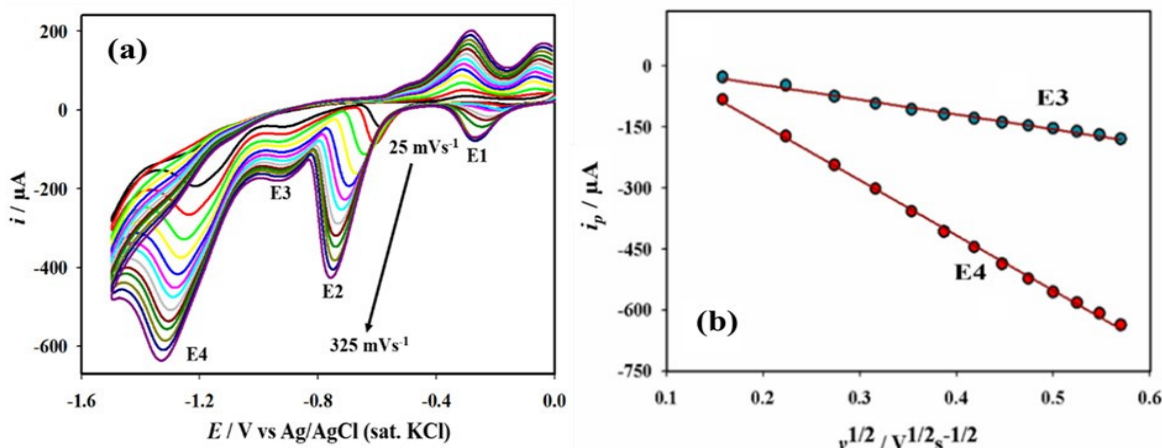 (a)
200
0
-200
-400
-600
i / µA
E1
E2
E3
E4
25 mVs-1
325 mVs-1
-1.6 -1.2 -0.8 -0.4 0.0
E / V vs Ag/AgCl (sat. KCl)
0
-150
-300
-450
-600
-750
ip / µA
E3
E4
(b)
0.1 0.2 0.3 0.4 0.5 0.6
v1/2 / V1/2s-1/2